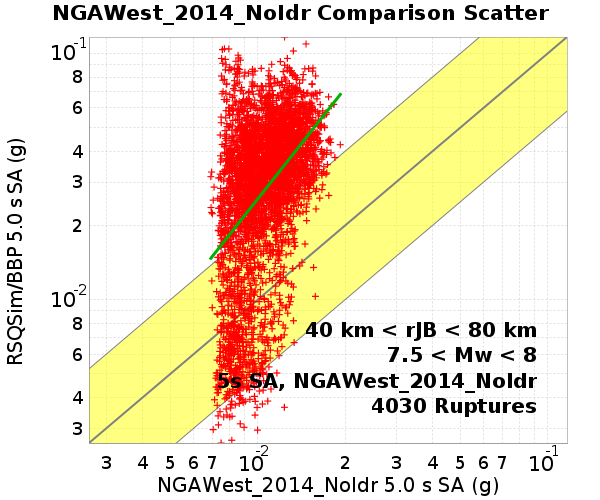 NGAWest_2014_NoIdr Comparison Scatter
10-1
8
6
4
3
2
10-2
8
6
4
3
RSQSim/BBP 5.0 s SA (g)
40 km < rJB < 80 km
7.5 < Mw < 8
5s SA, NGAWest_2014_NoIdr
4030 Ruptures
3 4 5 6 7 10-2 2 3 4 5 6 7 10-1
NGAWest_2014_NoIdr 5.0 s SA (g)